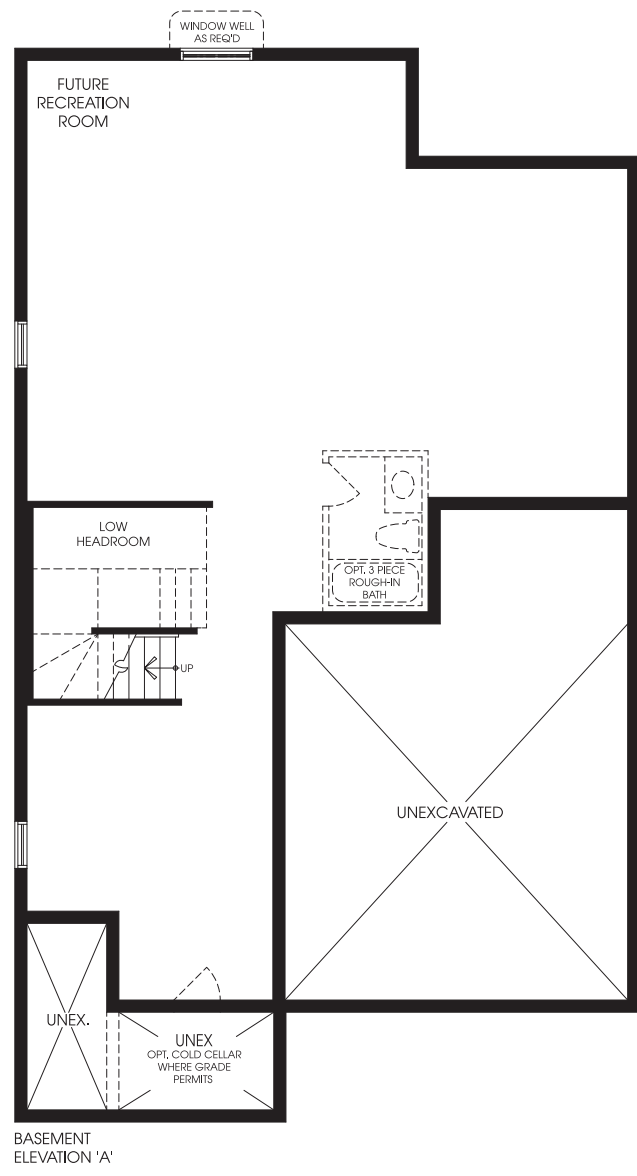 WINDOW WELL
AS REQ'D
FUTURE
RECREATION
ROOM
LOW
HEADROOM
OPT. 3 PIECE
ROUGH-IN
BATH
UP
UNEXCAVATED
UNEX.
UNEX
OPT. COLD CELLAR
WHERE GRADE
PERMITS
BASEMENT
ELEVATION 'A'